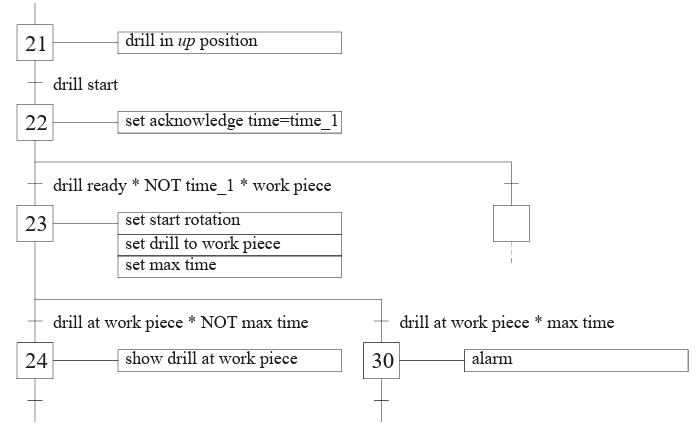 21
drill in up position
drill start
22
set acknowledge time=time_1
drill ready * NOT time_1 * work piece
23
set start rotation
set drill to work piece
set max time
drill at work piece * NOT max time
drill at work piece * max time
24
show drill at work piece
30
alarm